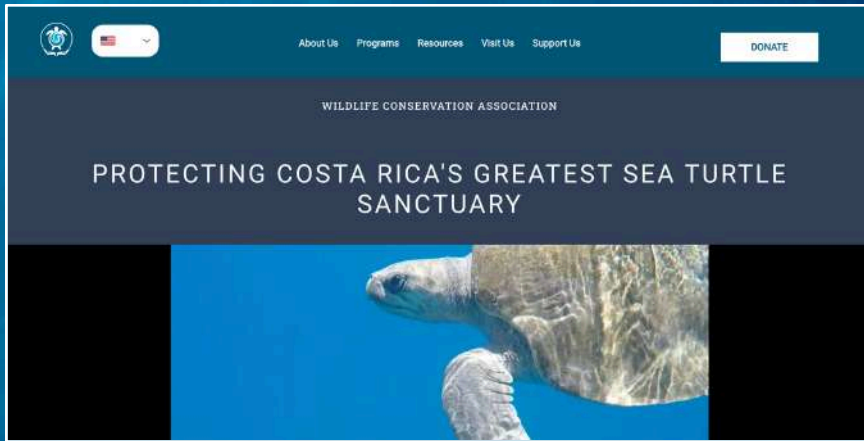 About Us Programs Resources Visit Us Support Us DONATE
WILDLIFE CONSERVATION ASSOCIATION
PROTECTING COSTA RICA'S GREATEST SEA TURTLE
SANCTUARY